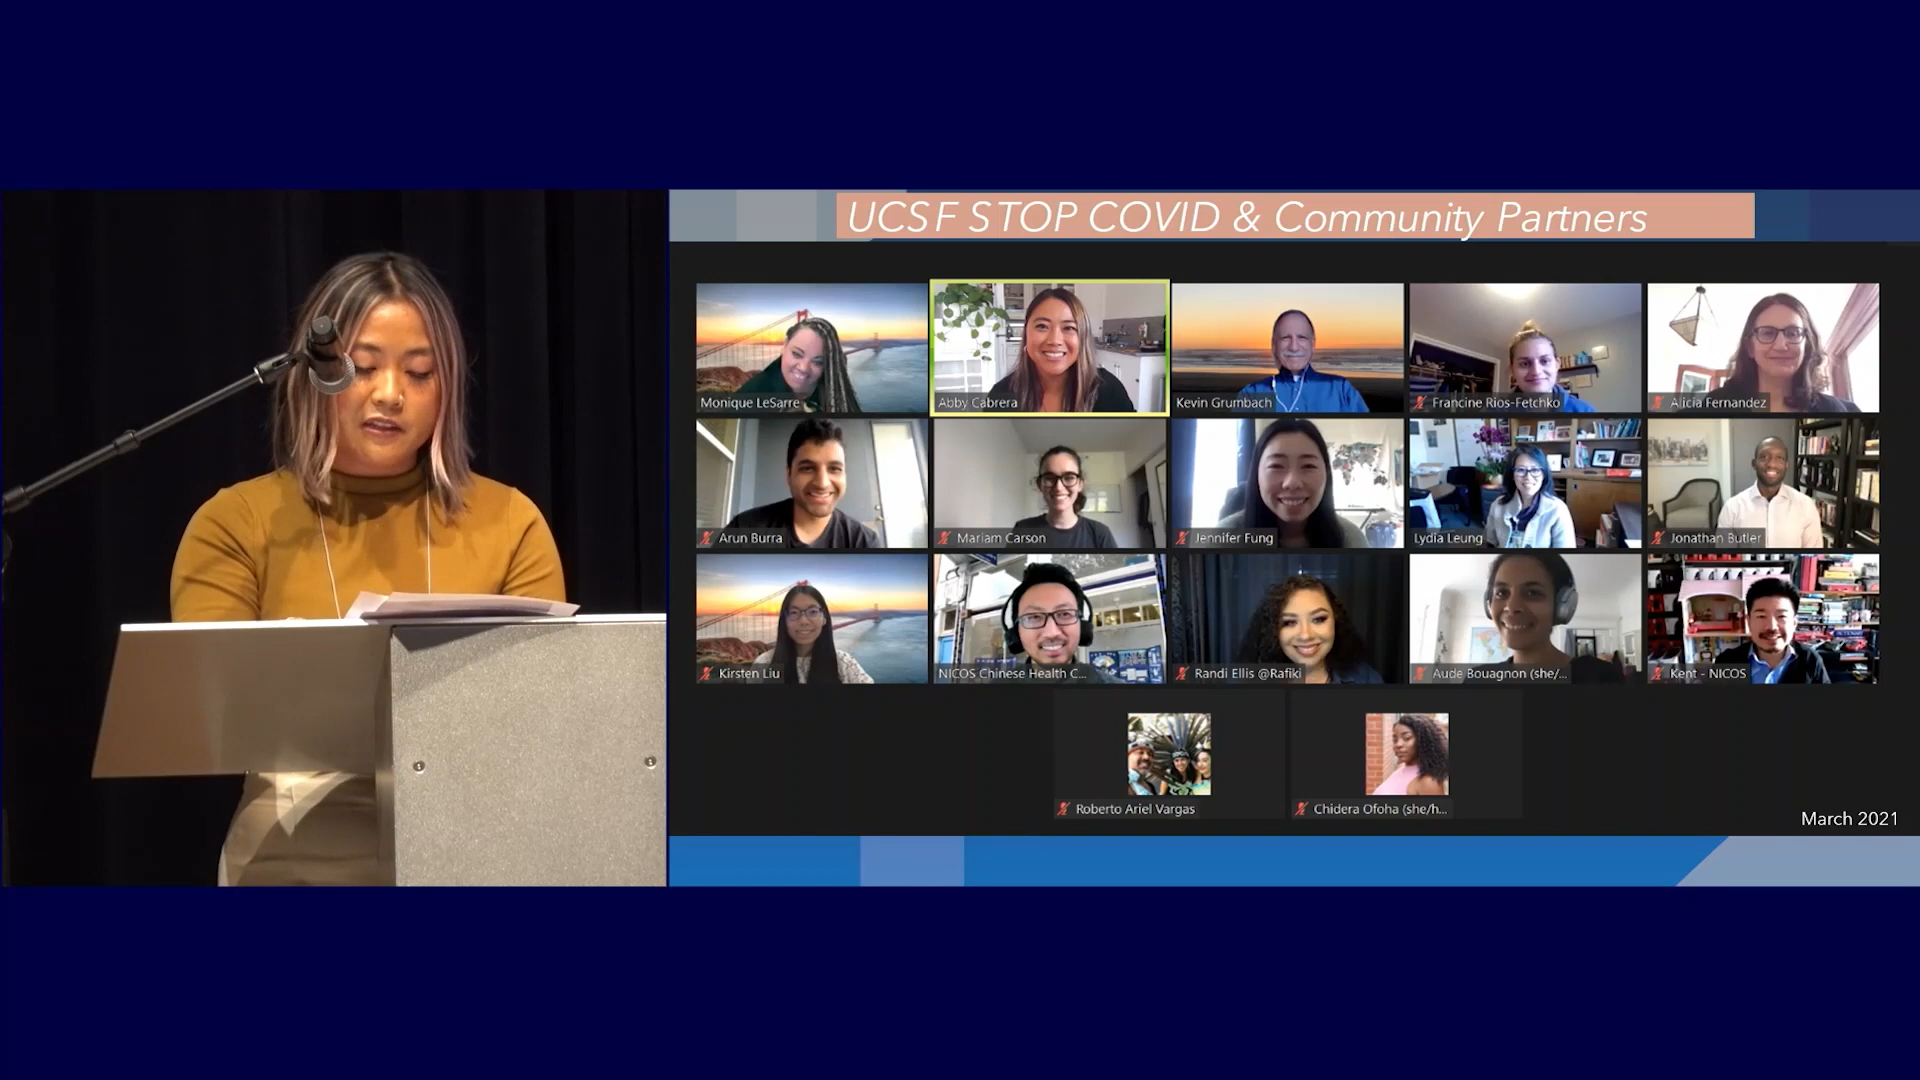 UCSF STOP COVID & Community Partners
Monique LeSarre
Abby Cabrera
Kevin Grumbach
Francine Rios-Fetchko
Alicia Fernandez
Arun Burra
Mariam Carson
Jennifer Fung
Lydia Leung
Jonathan Butler
Kirsten Liu
NICOS Chinese Health C...
Randi Ellis @Rafiki
Aude Bouagnon (she/...
Kent - NICOS
Roberto Ariel Vargas
Chidera Ofoha (she/h...
March 2021